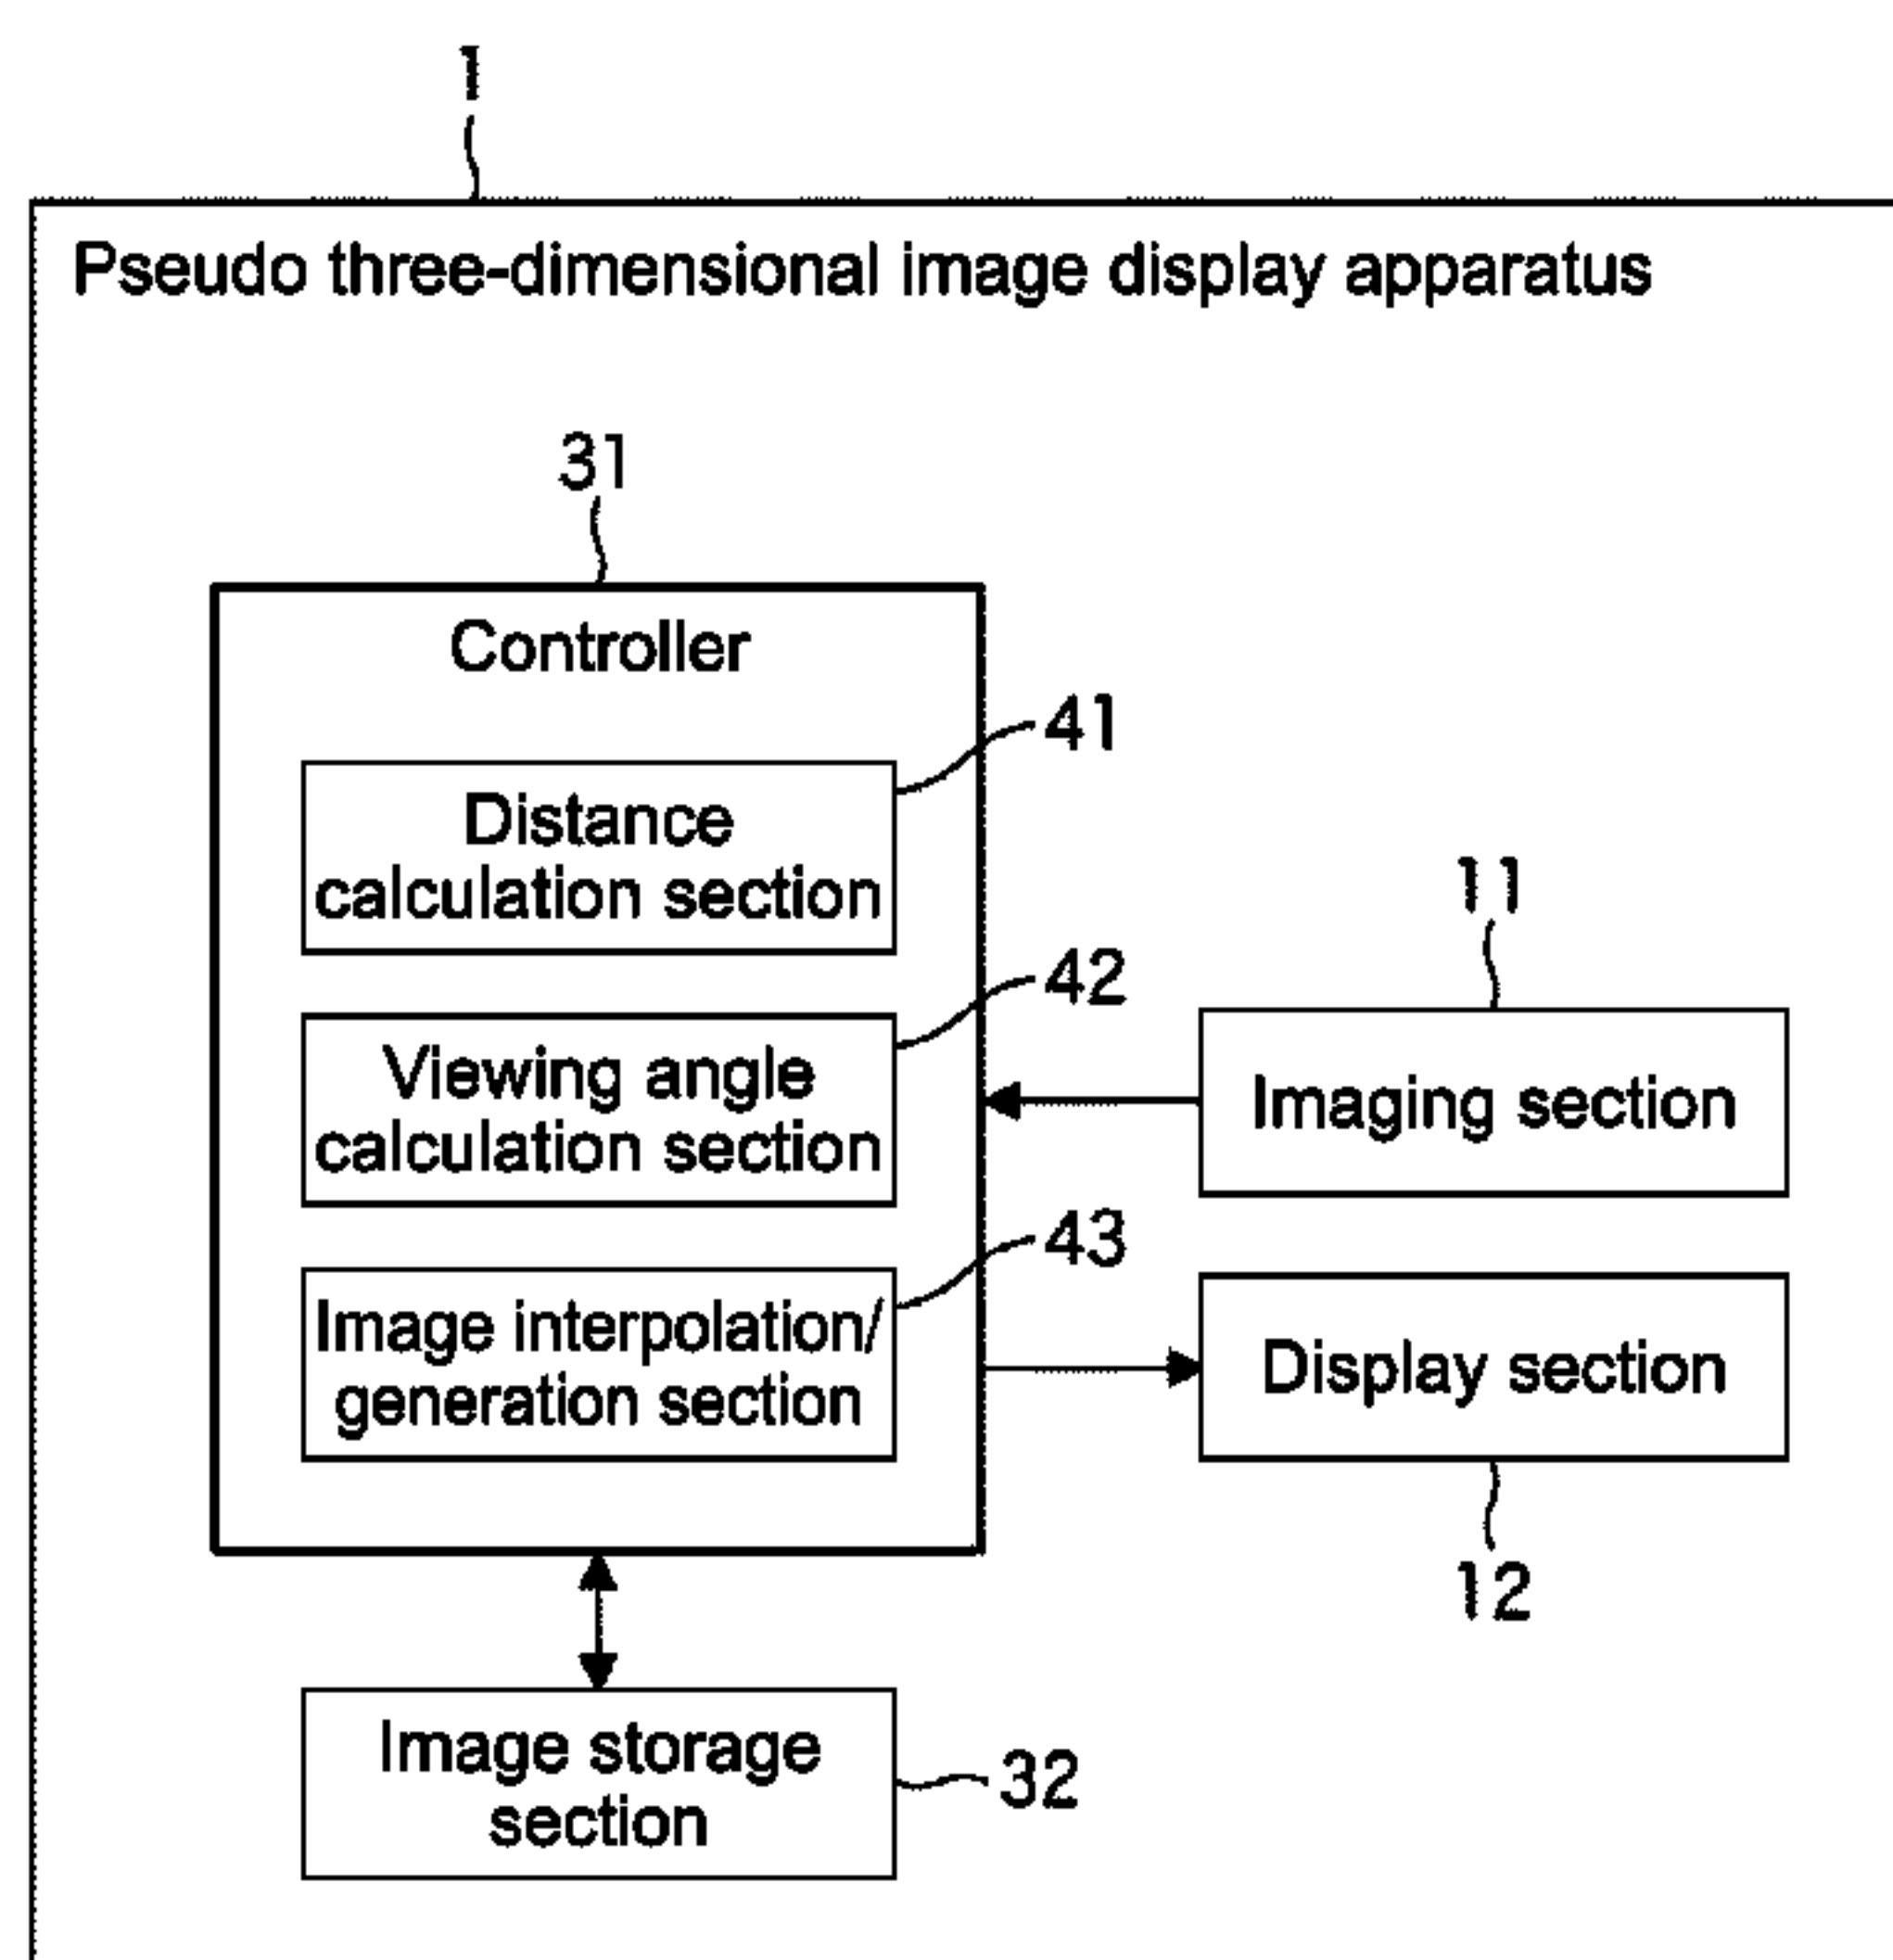 1
Pseudo three-dimensional image display apparatus
31
Controller
41
Distance
calculation section
42
Viewing angle
calculation section
43
Image interpolation/
generation section
11
Imaging section
Display section
12
Image storage
section
32